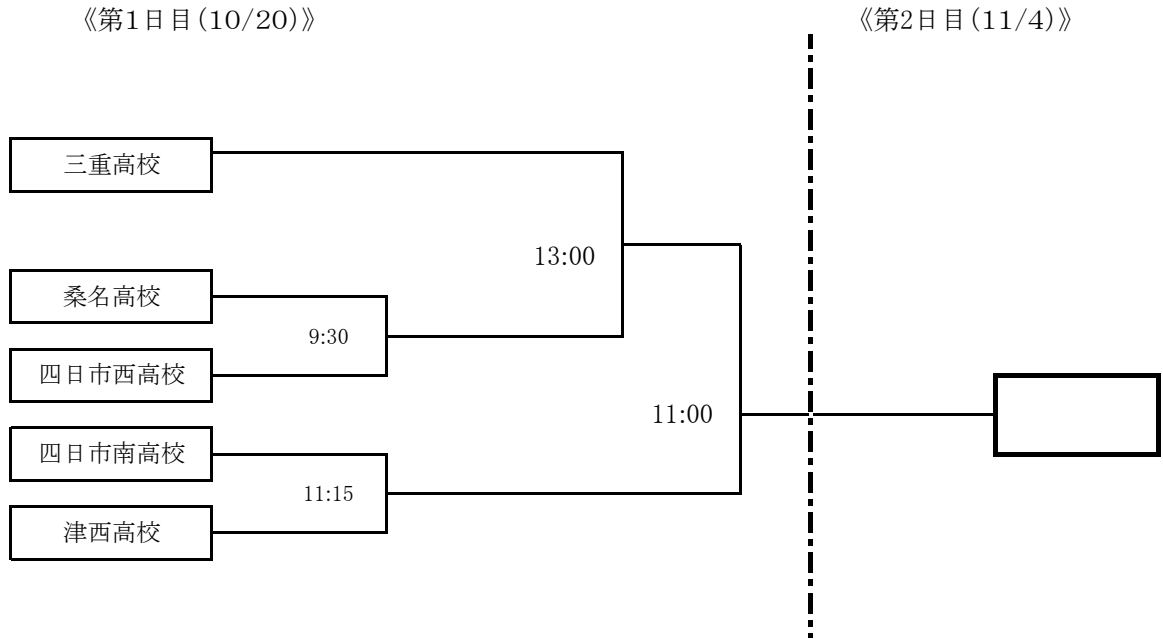 《第1日目(10/20)》
《第2日目(11/4)》
三重高校
13:00
桑名高校
9:30
四日市西高校
11:00
四日市南高校
11:15
津西高校